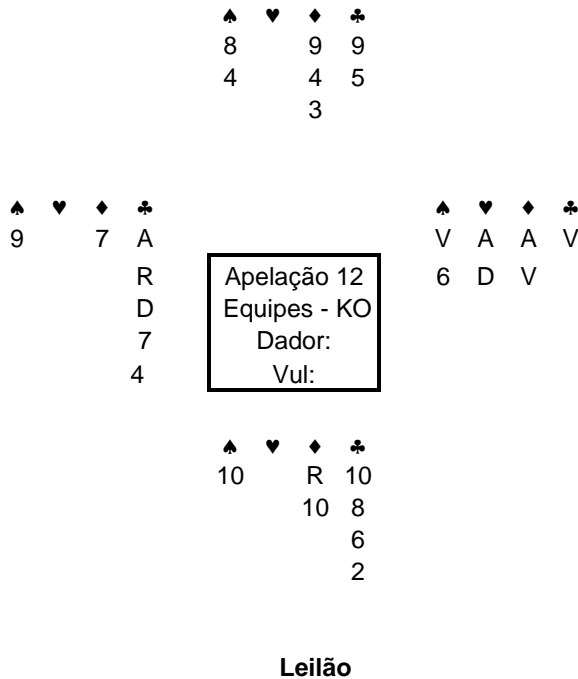 ♠ ♥ ♦ ♣
8 9 9
4 4 5
3
♠ ♥ ♦ ♣
9 7 A
R
D
7
4
Apelação 12
Equipes - KO
Dador:
Vul:
♠ ♥ ♦ ♣
V A A V
6 D V
♠ ♥ ♦ ♣
10 R 10
10 8
6
2
Leilão